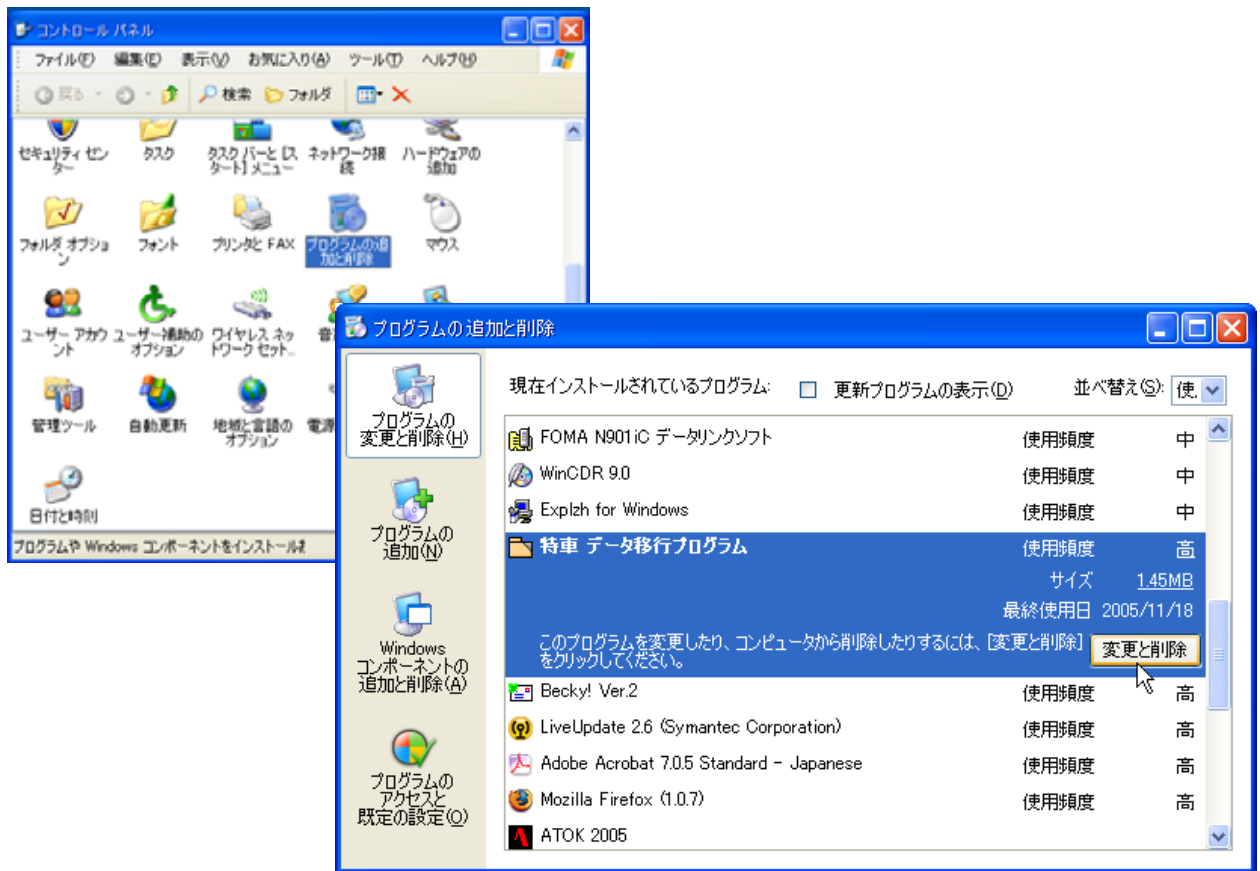 コントロール パネル
ファイル(F) 編集(E) 表示(V) お気に入り(A) ツール(T) ヘルプ(H)
戻る 検索 フォルダ
セキュリティ センター
タスク
タスク バーと [スタート] メニュー
ネットワーク接続
ハードウェアの追加
フォルダ オプション
フォント
プリンタと FAX
プログラムの追加と削除
マウス
ユーザー アカウント
ユーザー補助のオプション
ワイヤレス ネットワーク セット...
音
管理ツール
自動更新
地域と言語のオプション
電源
日付と時刻
プログラムや Windows コンポーネントをインストールま
プログラムの追加と削除
プログラムの
変更と削除(H)
プログラムの
追加(N)
Windows
コンポーネントの
追加と削除(A)
プログラムの
アクセスと
既定の設定(O)
現在インストールされているプログラム: 更新プログラムの表示(D) 並べ替え(S): 使.
FOMA N901iC データリンクソフト 使用頻度 中
WinCDR 9.0 使用頻度 中
Explzh for Windows 使用頻度 中
特車 データ移行プログラム 使用頻度 高
サイズ 1.45MB
最終使用日 2005/11/18
このプログラムを変更したり、コンピュータから削除したりするには、[変更と削除]
をクリックしてください。
変更と削除
Becky! Ver.2 使用頻度 高
LiveUpdate 2.6 (Symantec Corporation) 使用頻度 高
Adobe Acrobat 7.0.5 Standard - Japanese 使用頻度 高
Mozilla Firefox (1.0.7) 使用頻度 高
ATOK 2005